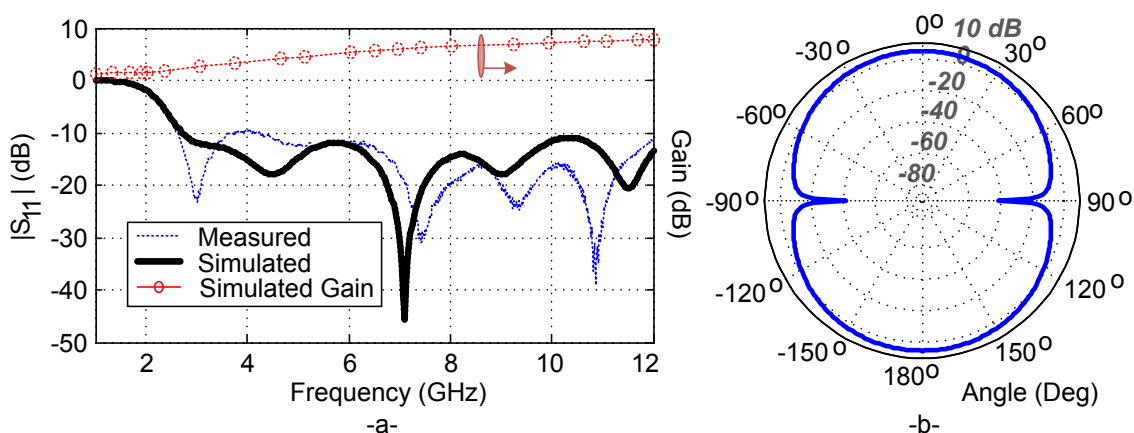 10
0
-10
-20
-30
-40
-50
|S11| (dB)
2
4
6
8
10
12
Frequency (GHz)
Gain (dB)
Measured
Simulated
Simulated Gain
-a-
0o
10 dB
0
-20
-40
-60
-80
30o
60o
90o
120o
150o
180o
-150o
-120o
-90o
-60o
-30o
Angle (Deg)
-b-